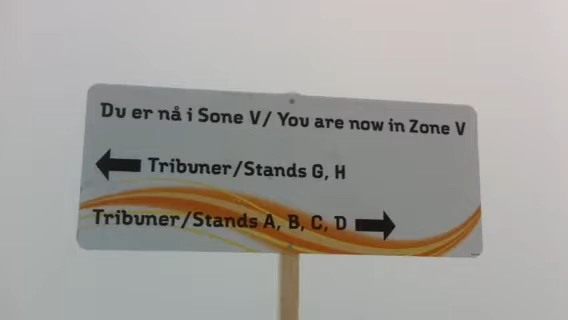 Du er nå i Sone V/ You are now in Zone V
Tribuner/Stands G, H
Tribuner/Stands A, B, C, D